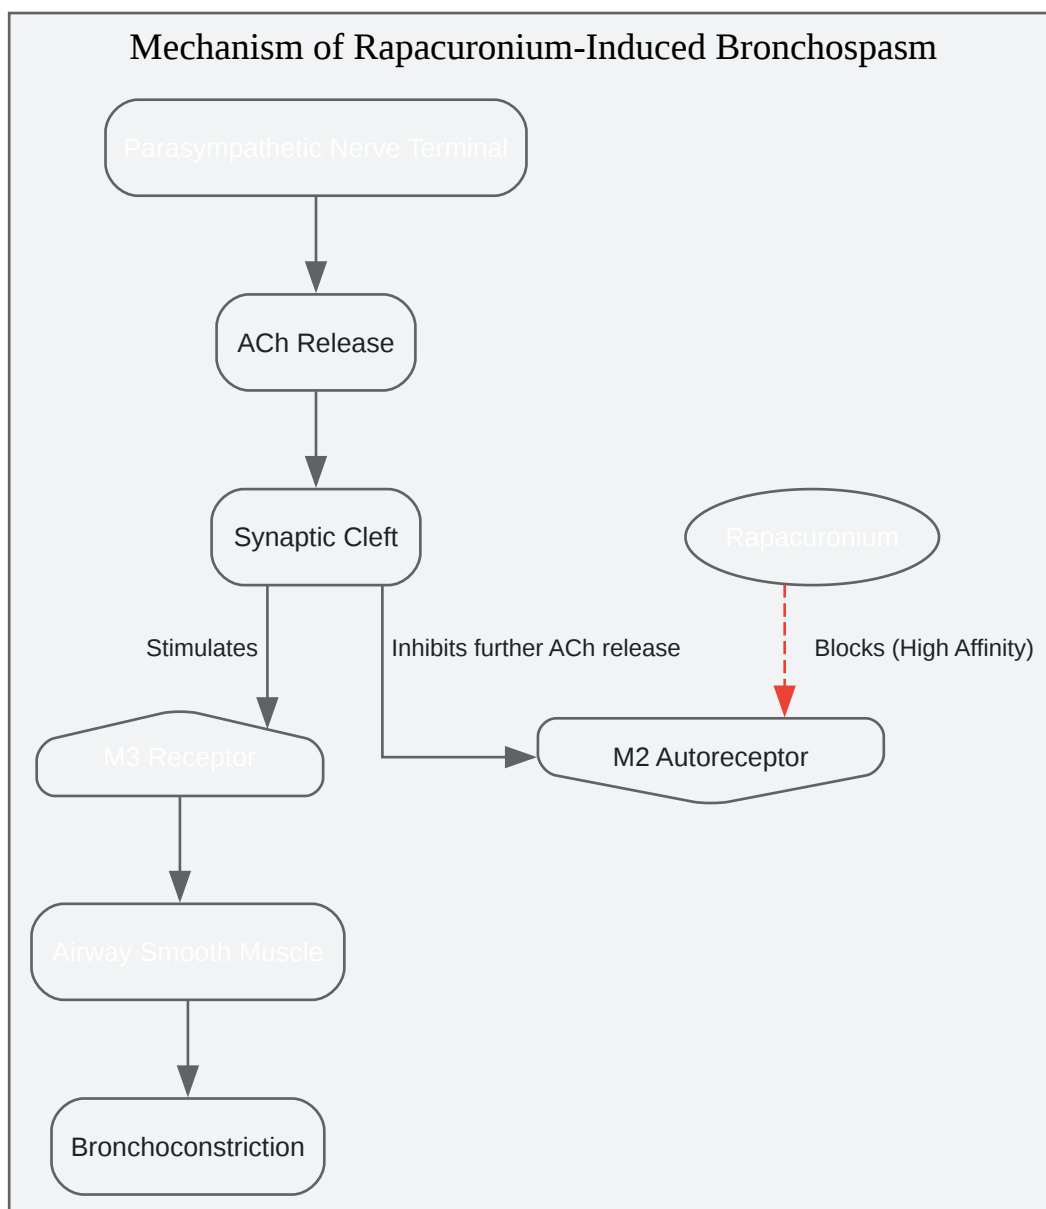 Mechanism of Rapacuronium-Induced Bronchospasm
Parasympathetic Nerve Terminal
ACh Release
Synaptic Cleft
Rapacuronium
Stimulates
Inhibits further ACh release
Blocks (High Affinity)
M3 Receptor
M2 Autoreceptor
Airway Smooth Muscle
Bronchoconstriction